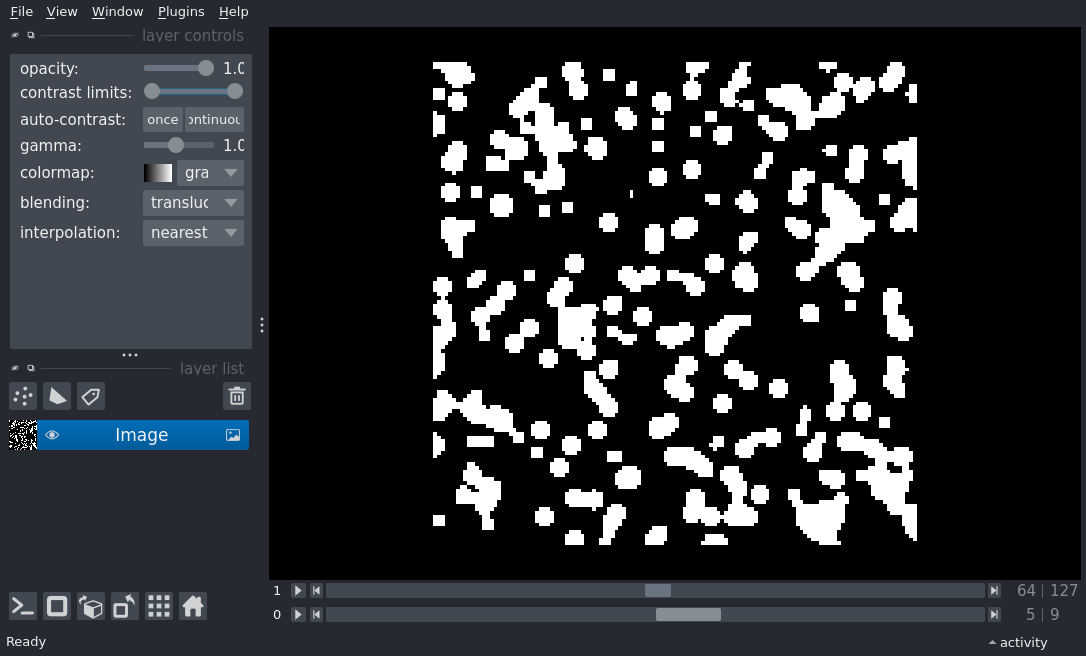 File View Window Plugins Help
layer controls
opacity: 1.0
contrast limits:
auto-contrast: once ontinuou
gamma: 1.0
colormap: gra
blending: transluc
interpolation: nearest
layer list
Image
1 64 | 127
0 5 | 9
Ready activity